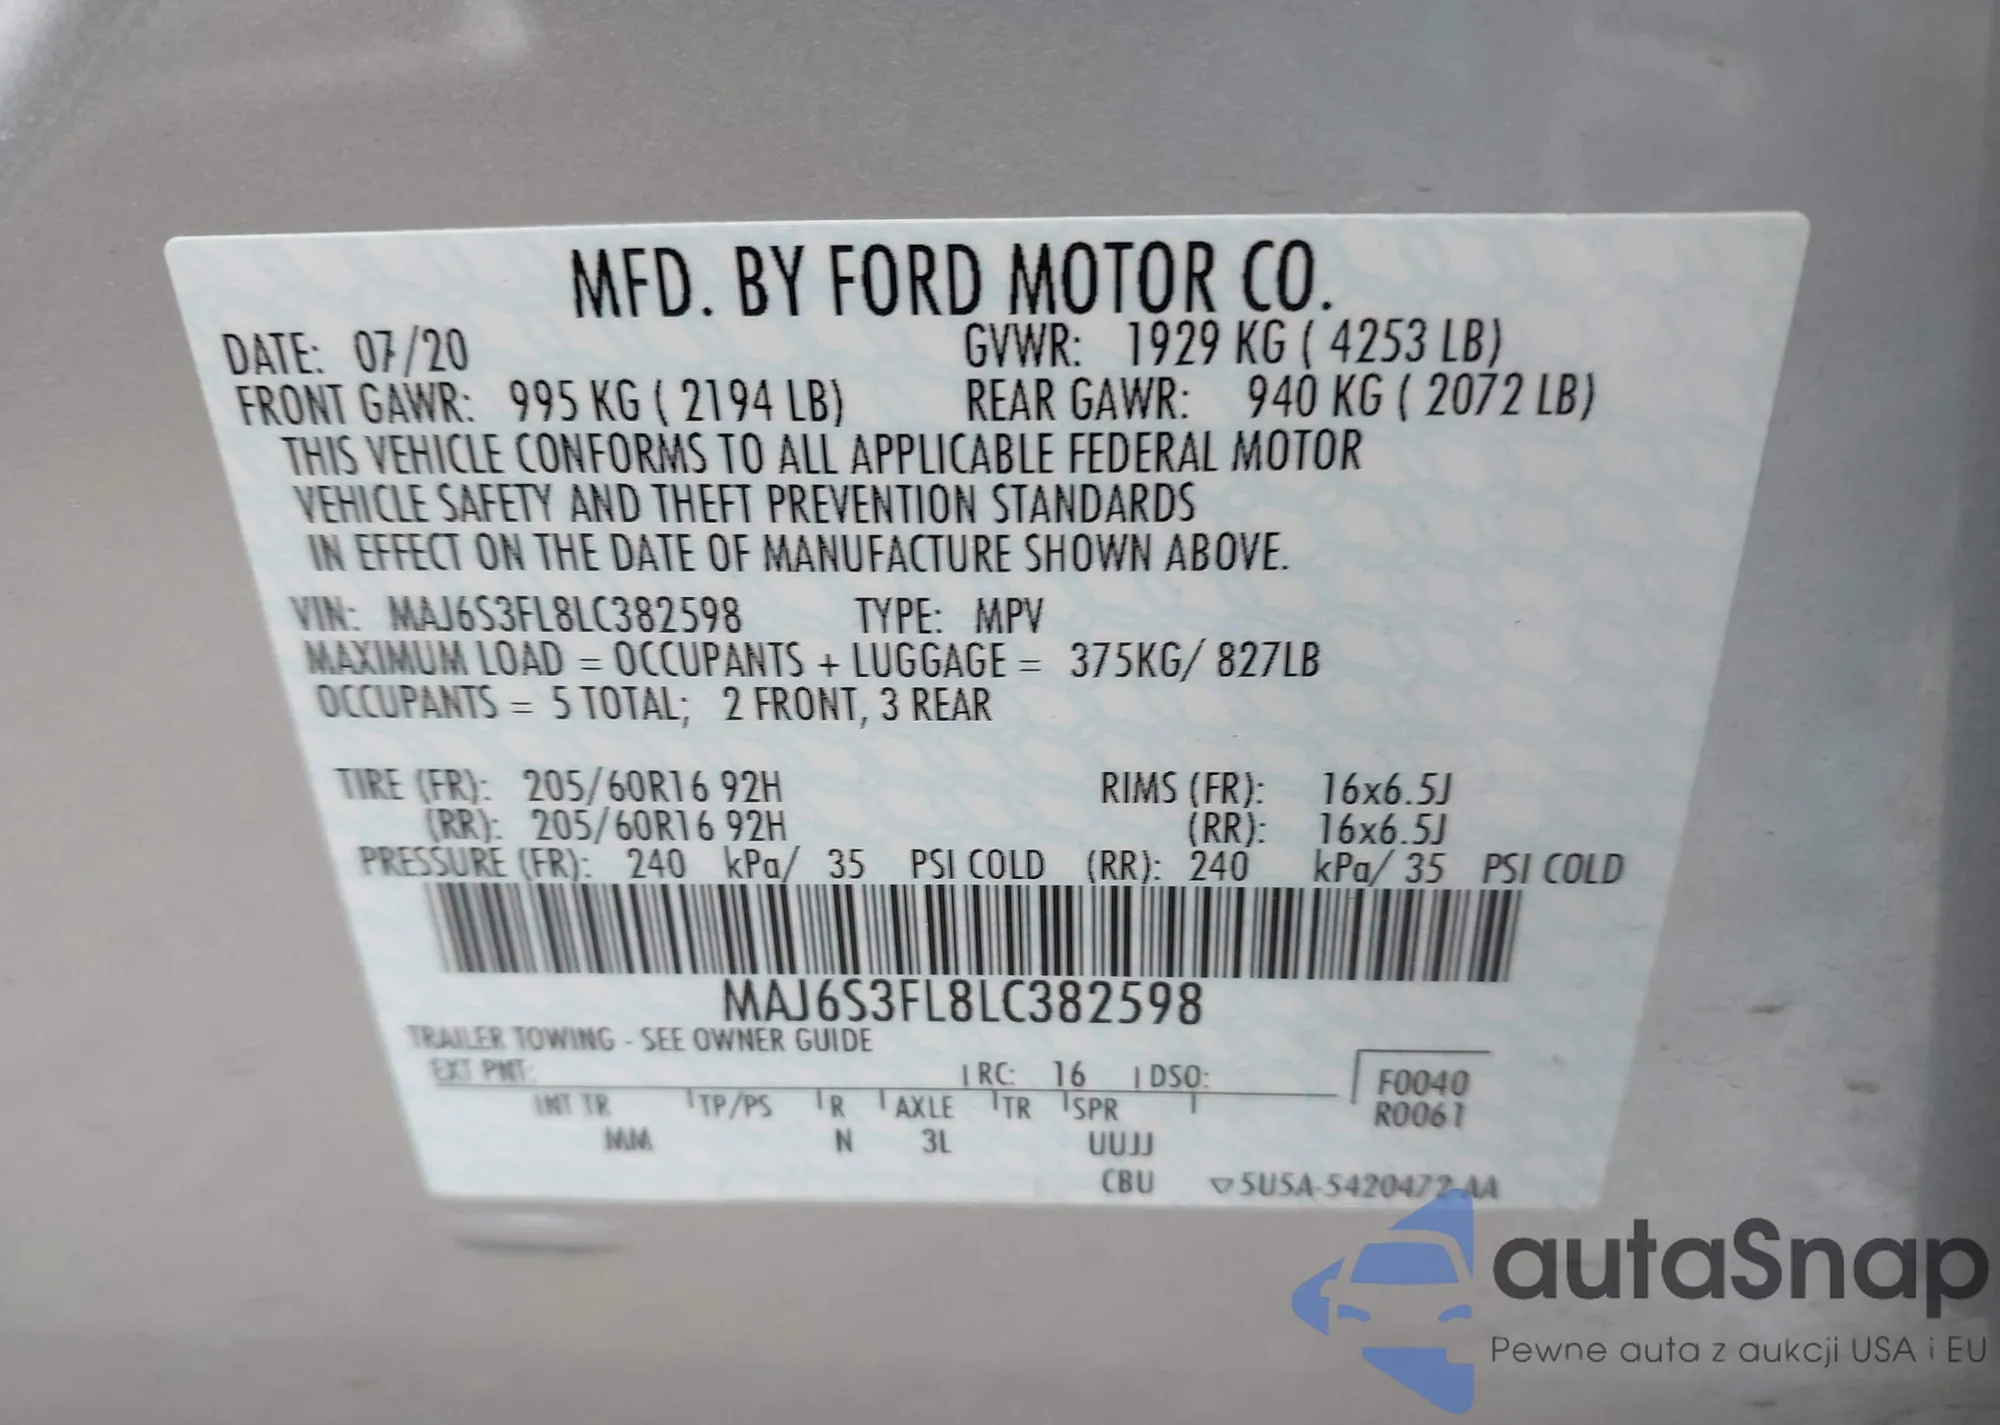 MFD. BY FORD MOTOR CO.
DATE: 07/20 GVWR: 1929 KG ( 4253 LB)
FRONT GAWR: 995 KG ( 2194 LB) REAR GAWR: 940 KG ( 2072 LB)
THIS VEHICLE CONFORMS TO ALL APPLICABLE FEDERAL MOTOR
VEHICLE SAFETY AND THEFT PREVENTION STANDARDS
IN EFFECT ON THE DATE OF MANUFACTURE SHOWN ABOVE.
VIN: MAJ6S3FL8LC382598 TYPE: MPV
MAXIMUM LOAD = OCCUPANTS + LUGGAGE = 375KG/ 827LB
OCCUPANTS = 5 TOTAL; 2 FRONT, 3 REAR
TIRE (FR): 205/60R16 92H RIMS (FR): 16x6.5J
(RR): 205/60R16 92H (RR): 16x6.5J
PRESSURE (FR): 240 kPa/ 35 PSI COLD (RR): 240 kPa/ 35 PSI COLD
MAJ6S3FL8LC382598
TRAILER TOWING - SEE OWNER GUIDE
EXT PNT: RC: 16 DSO: F0040
INT TR TP/PS R AXLE TR SPR R0061
MM N 3L UUJJ
CBU ▽5U5A-5420472-AA
autaSnap
Pewne auta z aukcji USA i EU